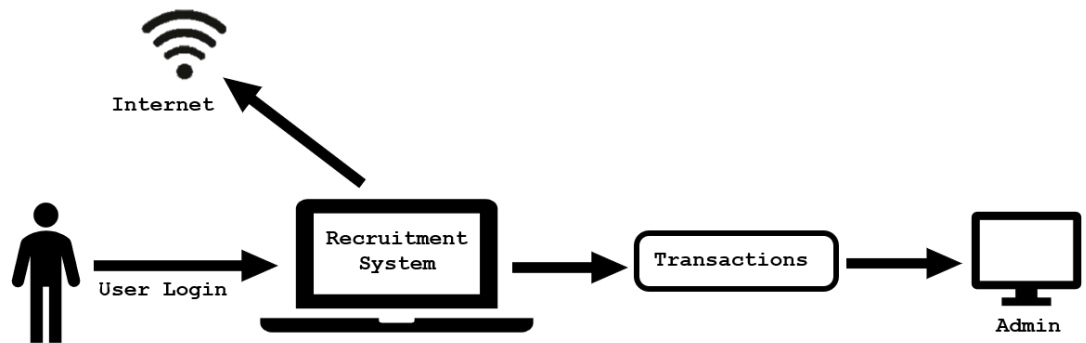 Internet
Recruitment
System
User Login
Transactions
Admin